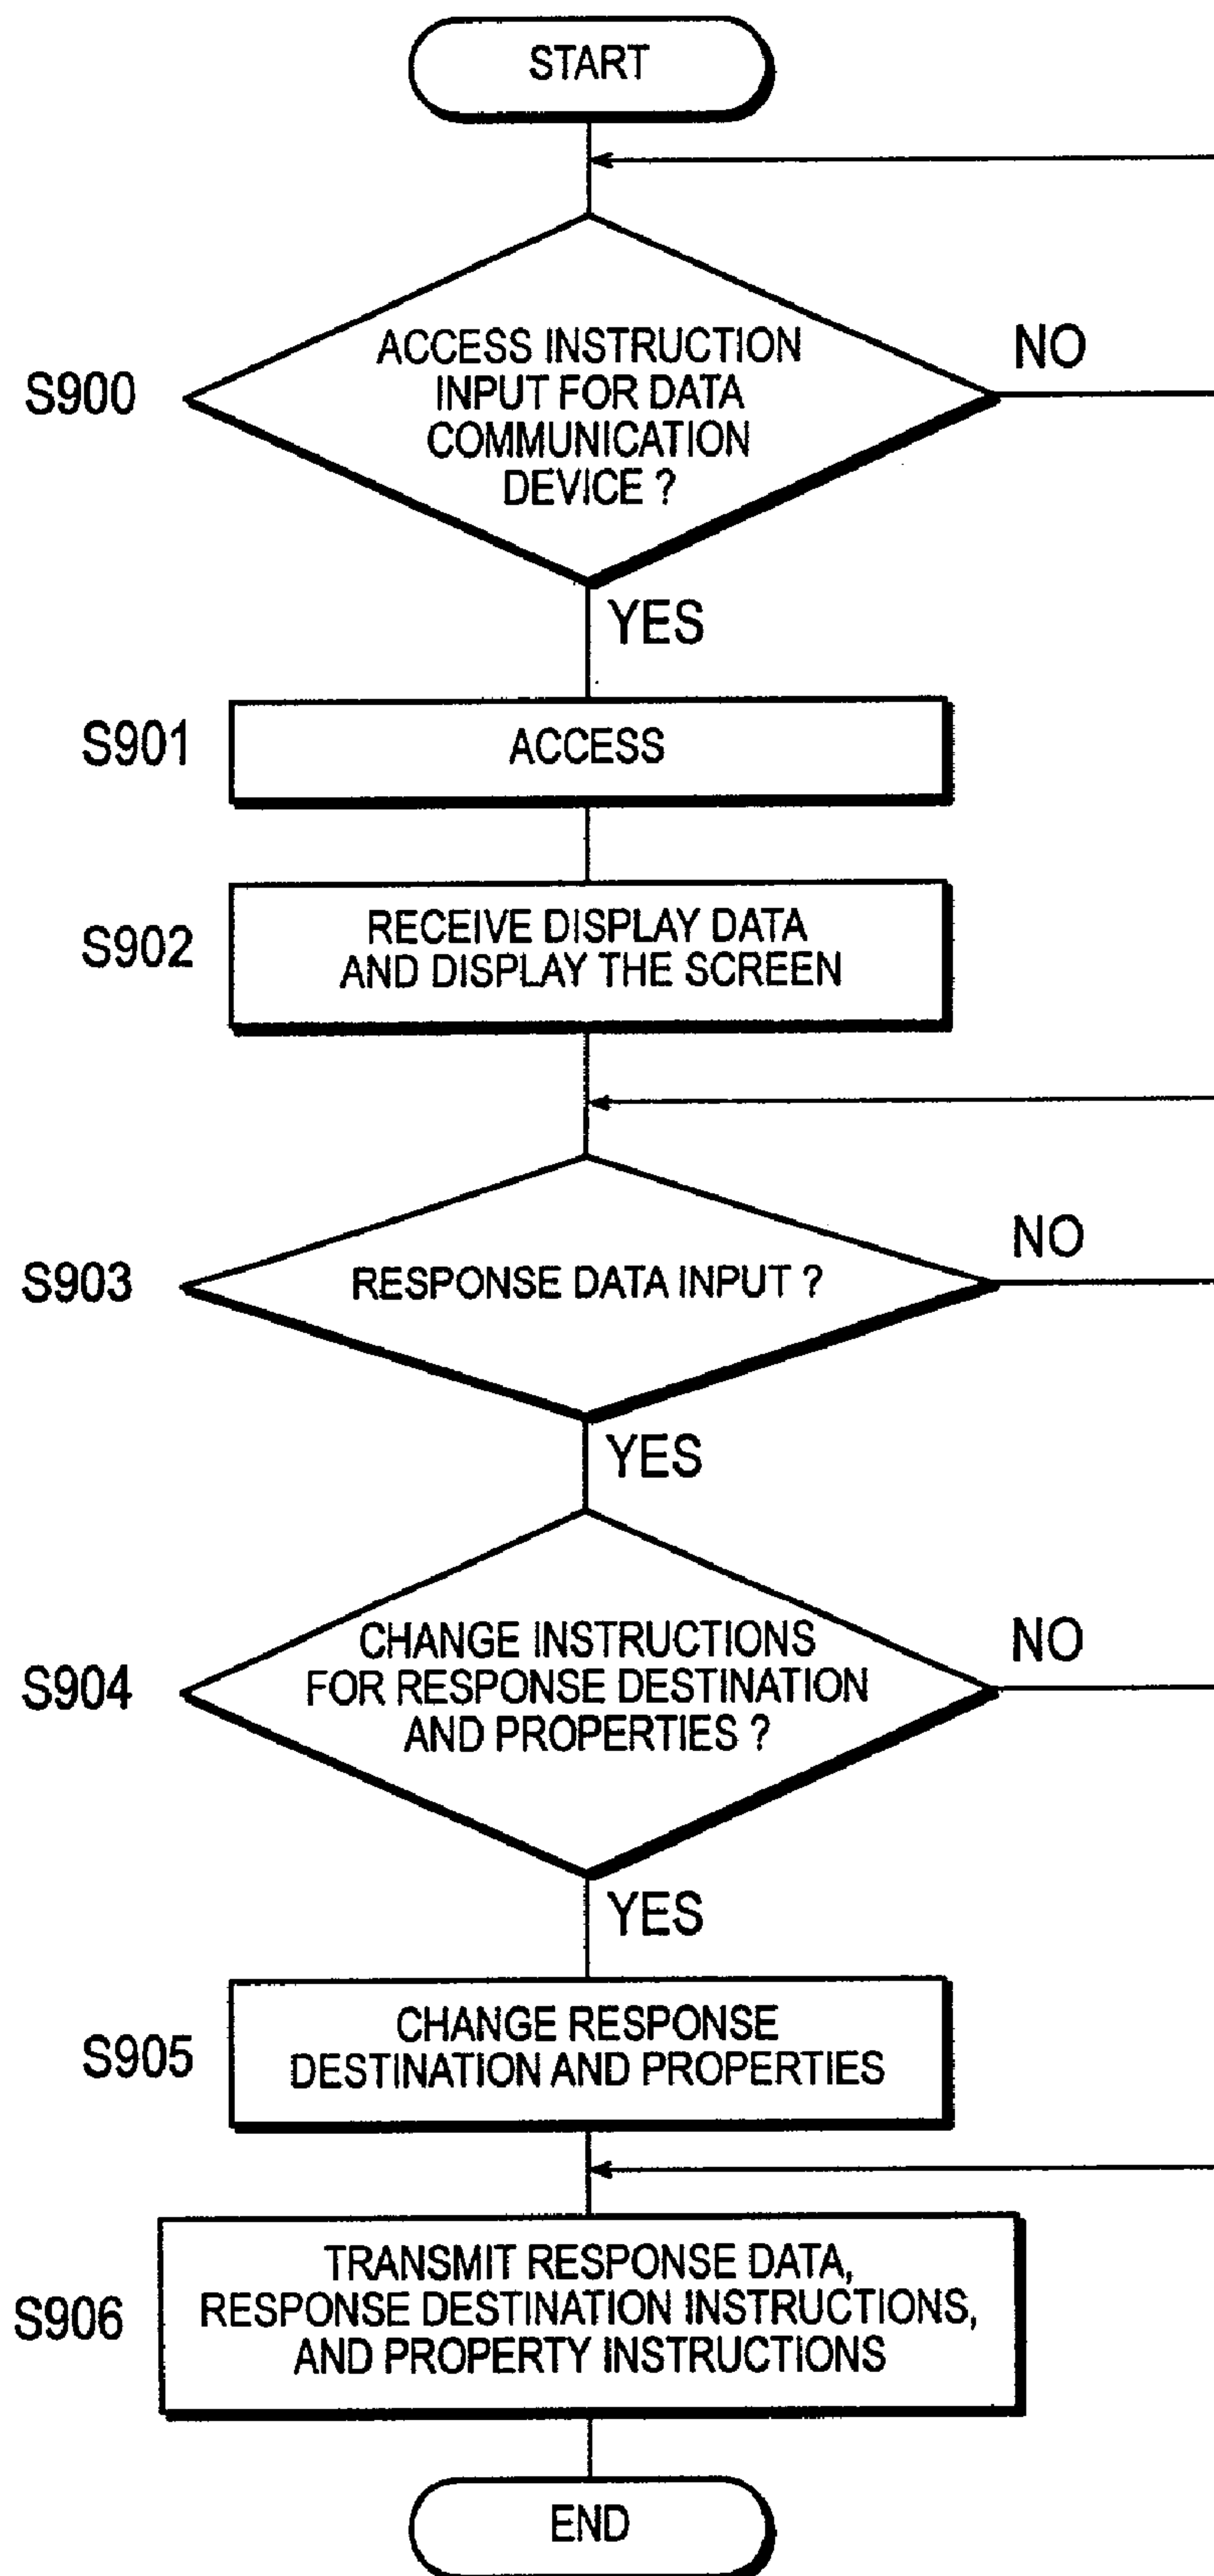 START
S900
ACCESS INSTRUCTION
INPUT FOR DATA
COMMUNICATION
DEVICE ?
NO
YES
S901
ACCESS
S902
RECEIVE DISPLAY DATA
AND DISPLAY THE SCREEN
S903
RESPONSE DATA INPUT ?
NO
YES
S904
CHANGE INSTRUCTIONS
FOR RESPONSE DESTINATION
AND PROPERTIES ?
NO
YES
S905
CHANGE RESPONSE
DESTINATION AND PROPERTIES
S906
TRANSMIT RESPONSE DATA,
RESPONSE DESTINATION INSTRUCTIONS,
AND PROPERTY INSTRUCTIONS
END